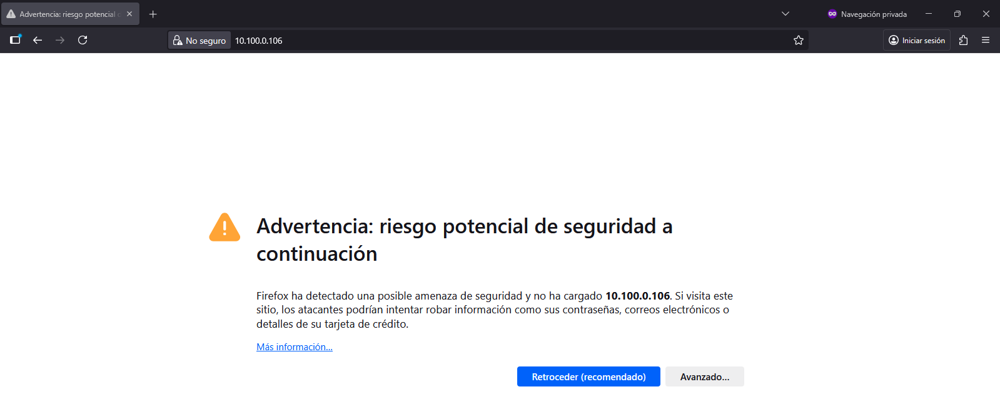 Advertencia: riesgo potencial
Navegación privada
No seguro
10.100.0.106
Iniciar sesión
Advertencia: riesgo potencial de seguridad a
continuación
Firefox ha detectado una posible amenaza de seguridad y no ha cargado 10.100.0.106. Si visita este
sitio, los atacantes podrían intentar robar información como sus contraseñas, correos electrónicos o
detalles de su tarjeta de crédito.
Más información...
Retroceder (recomendado)
Avanzado...